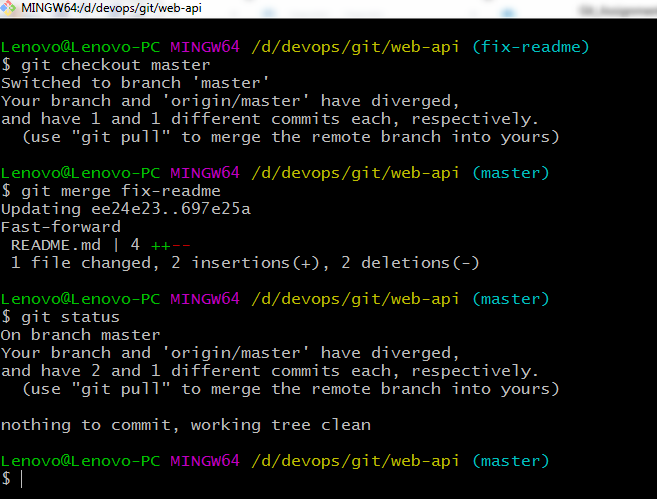 MINGW64:/d/devops/git/web-api
Lenovo@Lenovo-PC MINGW64 /d/devops/git/web-api (fix-readme)
$ git checkout master
Switched to branch 'master'
Your branch and 'origin/master' have diverged,
and have 1 and 1 different commits each, respectively.
  (use "git pull" to merge the remote branch into yours)
Lenovo@Lenovo-PC MINGW64 /d/devops/git/web-api (master)
$ git merge fix-readme
Updating ee24e23..697e25a
Fast-forward
 README.md | 4 ++--
 1 file changed, 2 insertions(+), 2 deletions(-)
Lenovo@Lenovo-PC MINGW64 /d/devops/git/web-api (master)
$ git status
On branch master
Your branch and 'origin/master' have diverged,
and have 2 and 1 different commits each, respectively.
  (use "git pull" to merge the remote branch into yours)
nothing to commit, working tree clean
Lenovo@Lenovo-PC MINGW64 /d/devops/git/web-api (master)
$